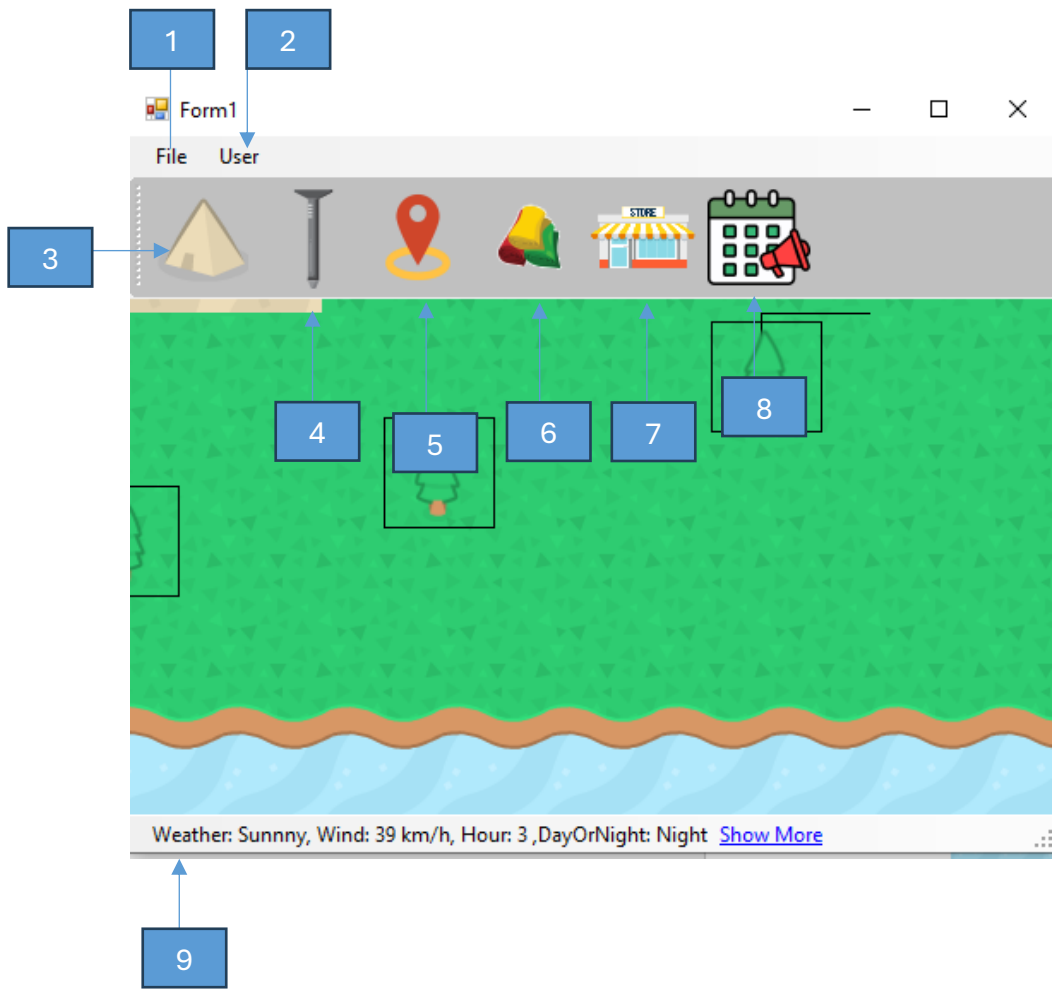 1
2
Form1
File
User
STORE
3
4
5
6
7
8
Weather: Sunnny, Wind: 39 km/h, Hour: 3 ,DayOrNight: Night Show More
9